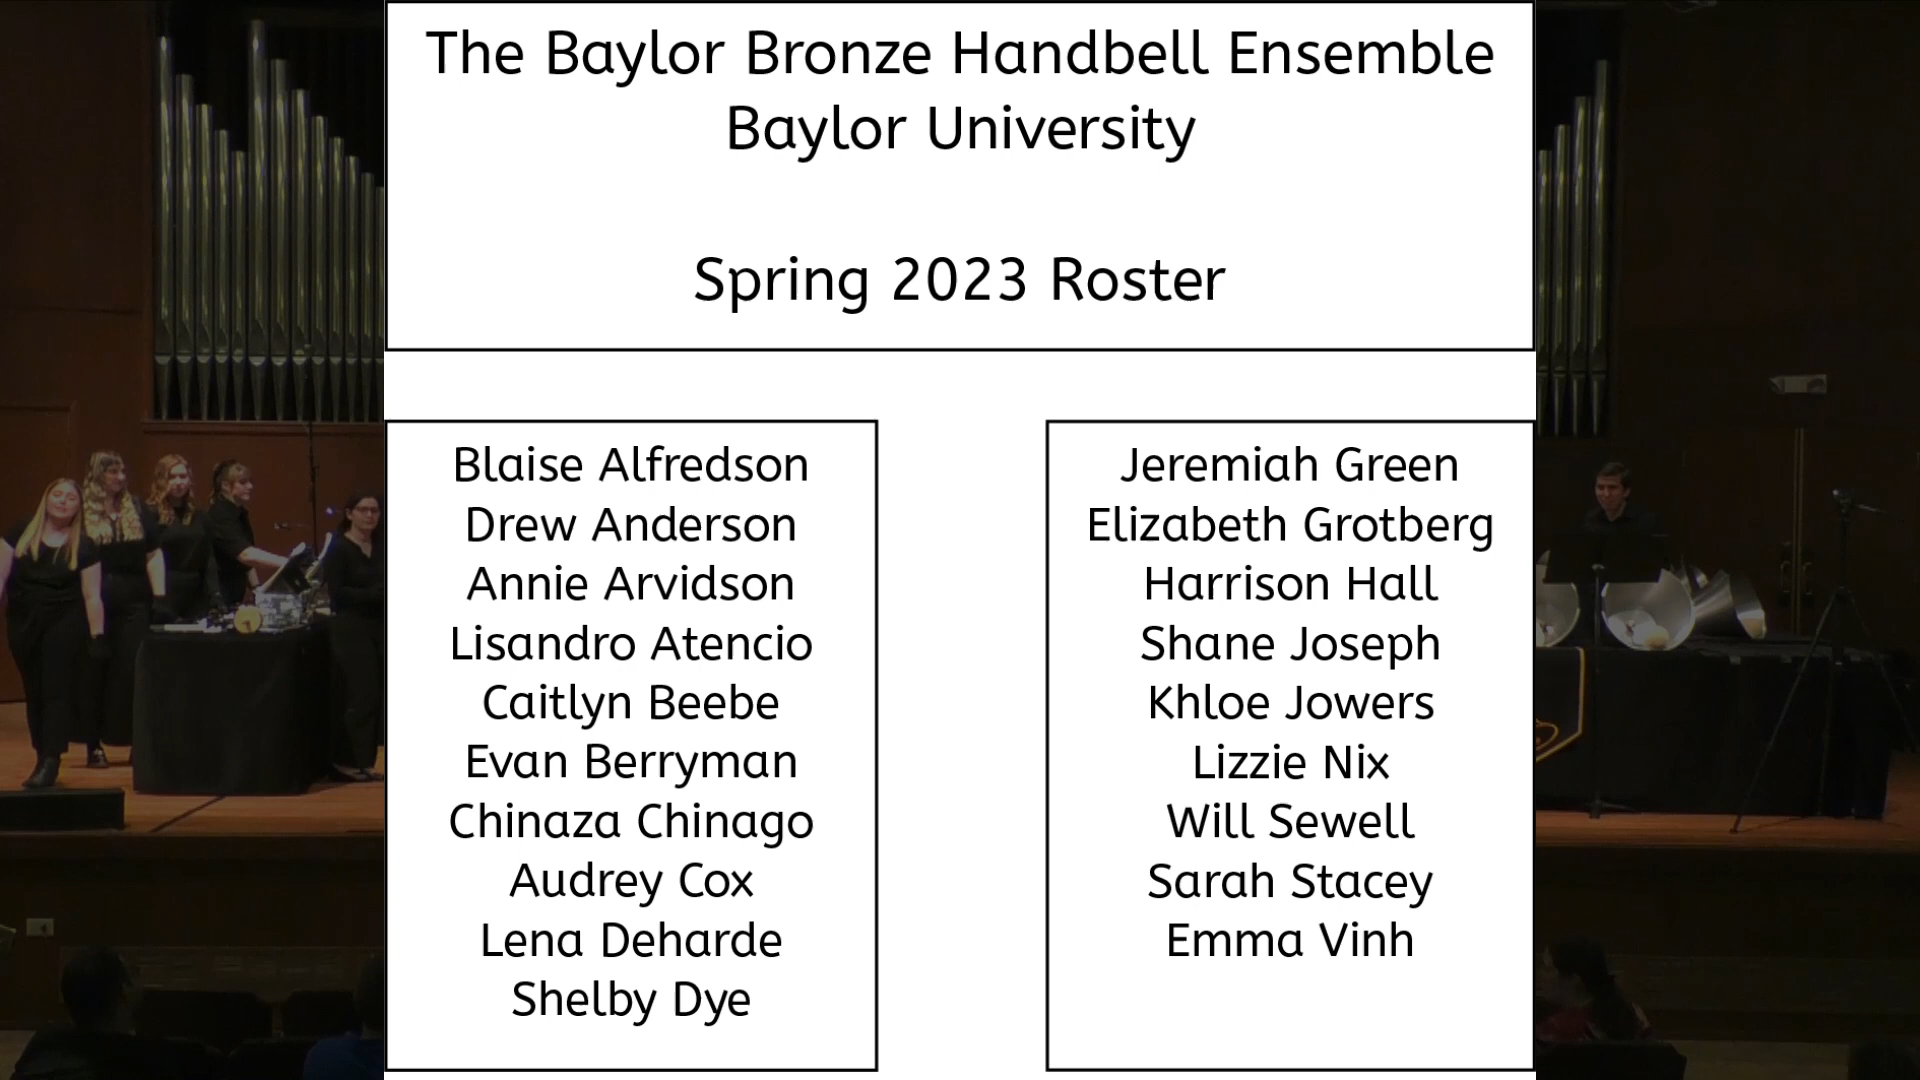 The Baylor Bronze Handbell Ensemble
Baylor University
Spring 2023 Roster
Blaise Alfredson
Drew Anderson
Annie Arvidson
Lisandro Atencio
Caitlyn Beebe
Evan Berryman
Chinaza Chinago
Audrey Cox
Lena Deharde
Shelby Dye
Jeremiah Green
Elizabeth Grotberg
Harrison Hall
Shane Joseph
Khloe Jowers
Lizzie Nix
Will Sewell
Sarah Stacey
Emma Vinh